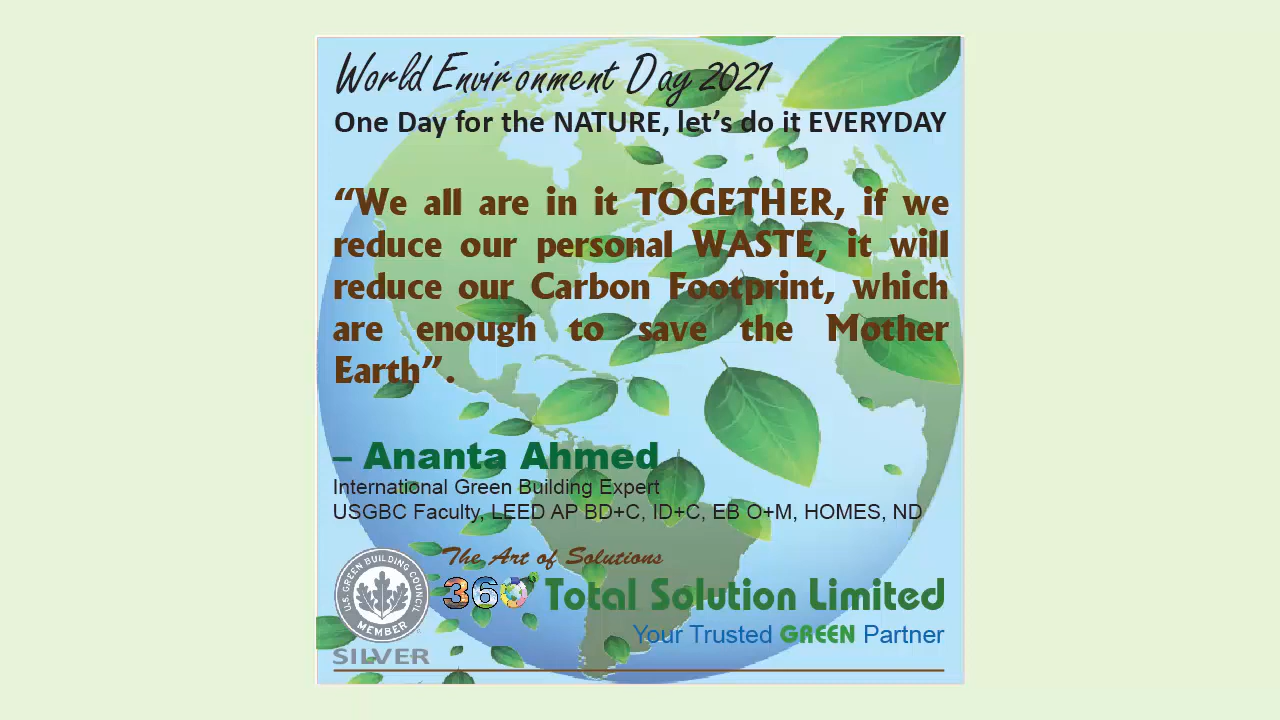 World Environment Day 2021
One Day for the NATURE, let's do it EVERYDAY
“We all are in it TOGETHER, if we
reduce our personal WASTE, it will
reduce our Carbon Footprint, which
are enough to save the Mother
Earth”.
– Ananta Ahmed
International Green Building Expert
USGBC Faculty, LEED AP BD+C, ID+C, EB O+M, HOMES, ND
U.S. GREEN BUILDING COUNCIL
MEMBER
SILVER
The Art of Solutions
360° Total Solution Limited
Your Trusted GREEN Partner